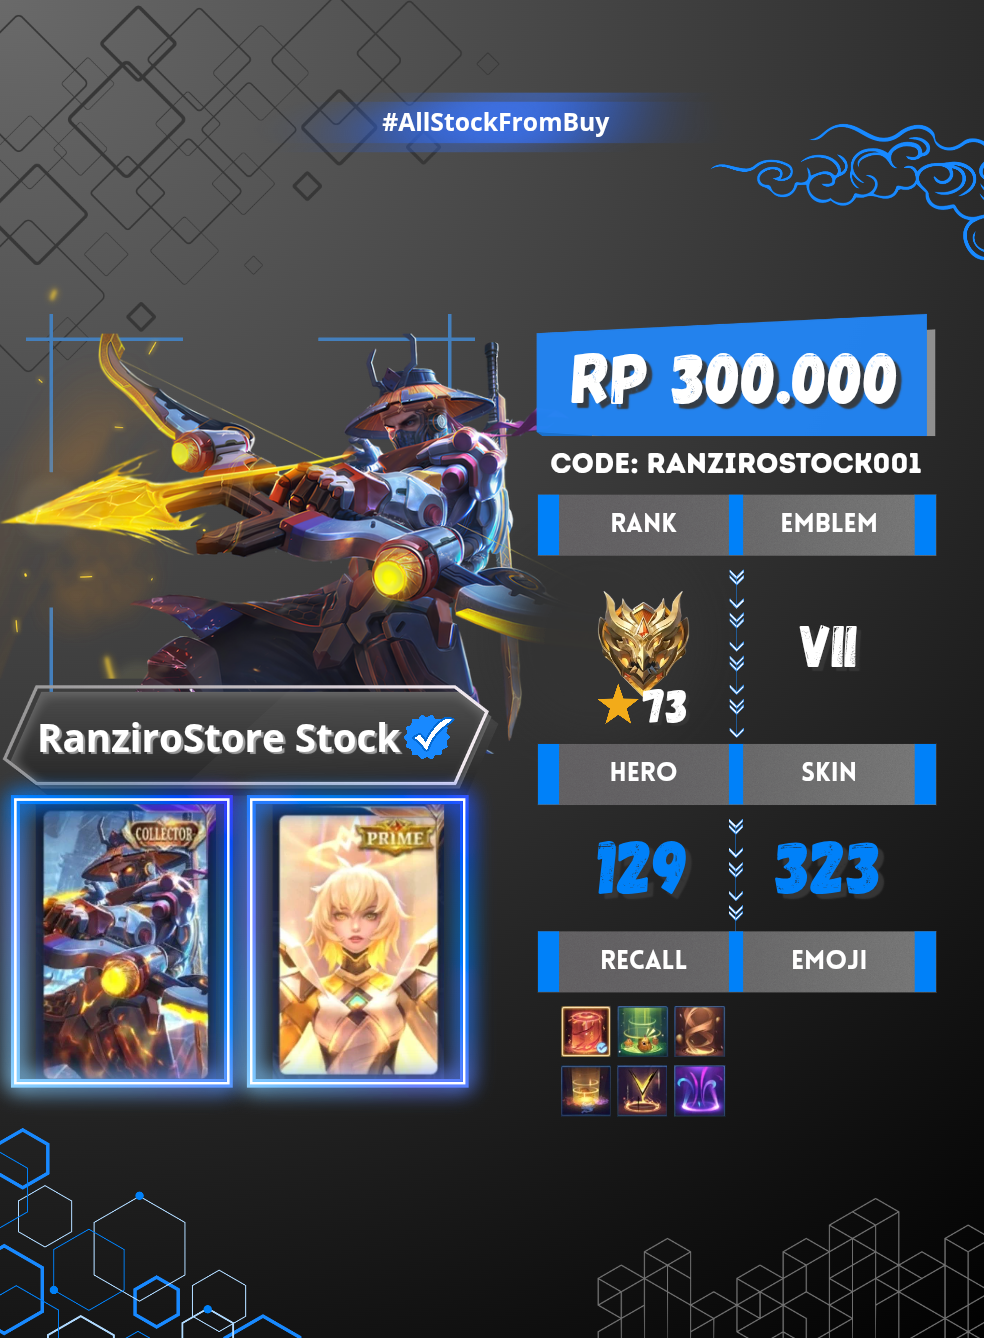 #AllStockFromBuy
RP 300.000
CODE: RANZIROSTOCK001
RANK EMBLEM
VII
73
RanziroStore Stock
HERO SKIN
COLLECTOR
PRIME
129 323
RECALL EMOJI